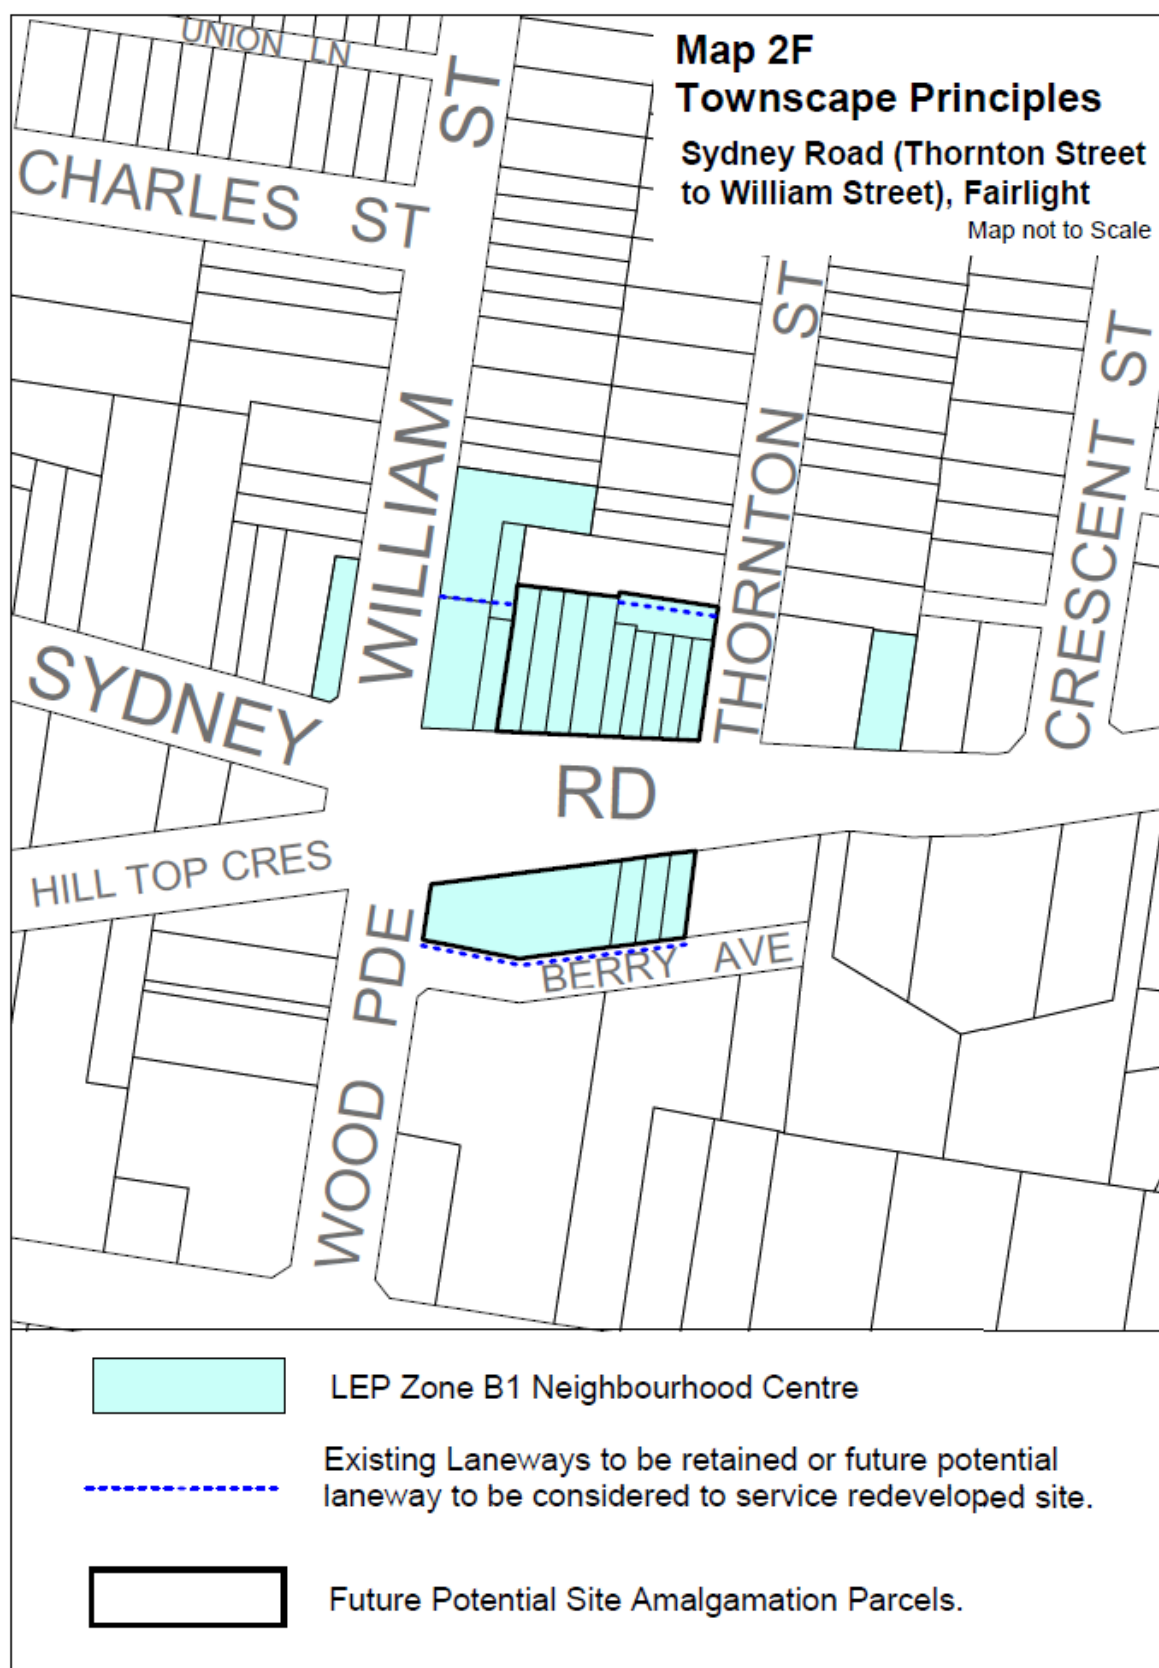 Map 2F
Townscape Principles
Sydney Road (Thornton Street
to William Street), Fairlight
Map not to Scale
UNION LN
CHARLES ST
WILLIAM ST
THORNTON ST
CRESCENT ST
SYDNEY RD
HILL TOP CRES
BERRY AVE
WOOD PDE
LEP Zone B1 Neighbourhood Centre
Existing Laneways to be retained or future potential
laneway to be considered to service redeveloped site.
Future Potential Site Amalgamation Parcels.